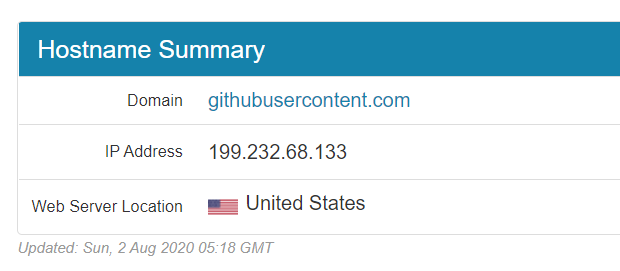 Hostname Summary
Domain githubusercontent.com
IP Address 199.232.68.133
Web Server Location United States
Updated: Sun, 2 Aug 2020 05:18 GMT